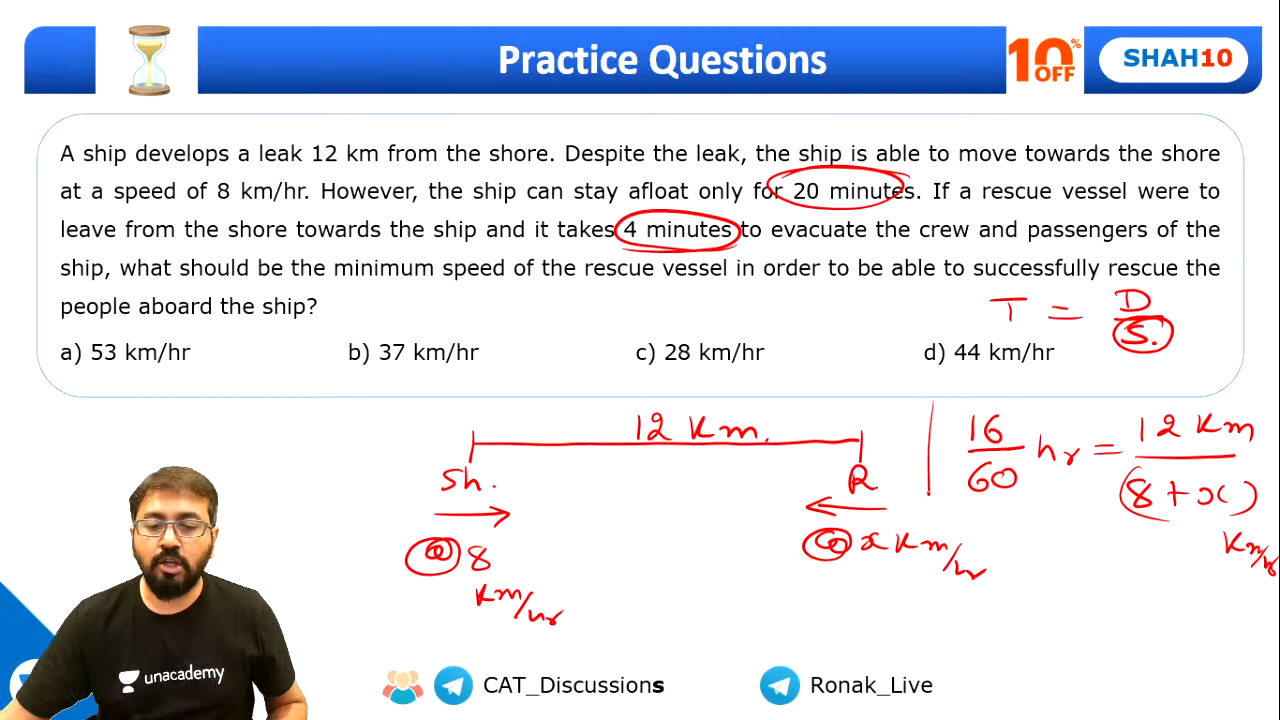 Practice Questions
10% OFF
SHAH10
A ship develops a leak 12 km from the shore. Despite the leak, the ship is able to move towards the shore
at a speed of 8 km/hr. However, the ship can stay afloat only for 20 minutes. If a rescue vessel were to
leave from the shore towards the ship and it takes 4 minutes to evacuate the crew and passengers of the
ship, what should be the minimum speed of the rescue vessel in order to be able to successfully rescue the
people aboard the ship?
T = D/S.
a) 53 km/hr b) 37 km/hr c) 28 km/hr d) 44 km/hr
12 Km.
Sh. R
@ 8 Km/hr
@ x Km/hr
16/60 hr = 12 Km/(8 + x) Km/hr
unacademy
CAT_Discussions
Ronak_Live